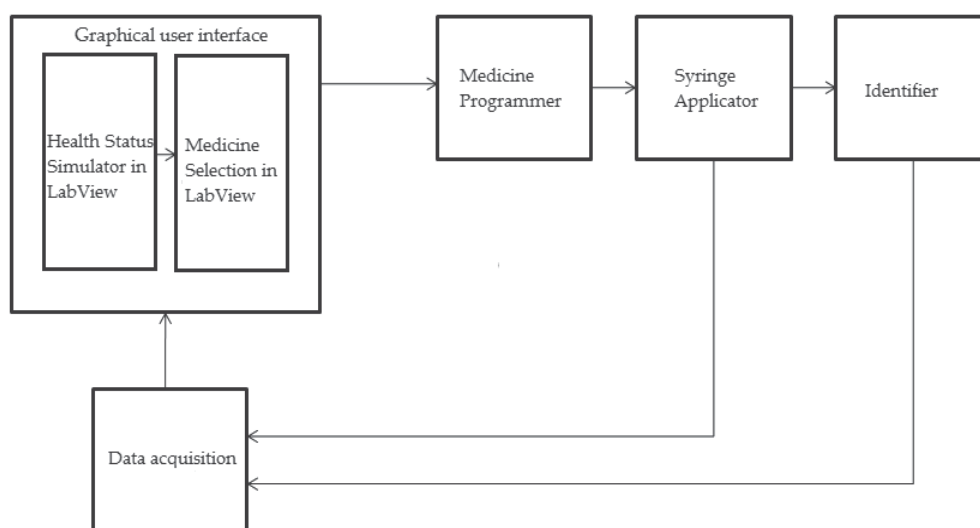 Graphical user interface
Health Status
Simulator in
LabView
Medicine
Selection in
LabView
Medicine
Programmer
Syringe
Applicator
Identifier
Data acquisition